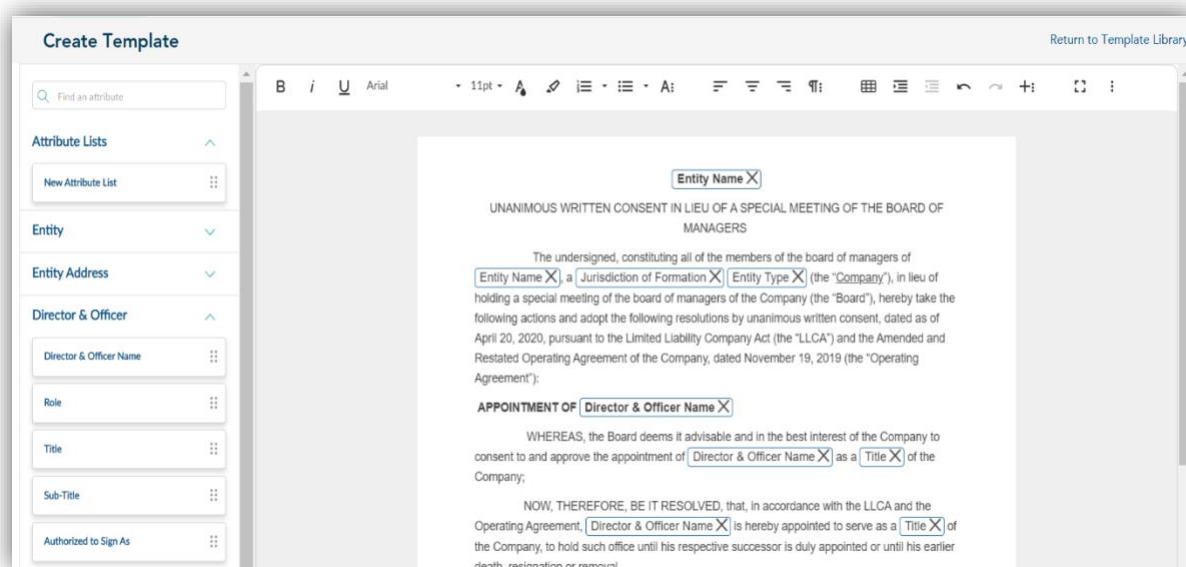 Create Template
Return to Template Library
Find an attribute
Attribute Lists
New Attribute List
Entity
Entity Address
Director & Officer
Director & Officer Name
Role
Title
Sub-Title
Authorized to Sign As
B i U Arial 11pt
Entity Name X
UNANIMOUS WRITTEN CONSENT IN LIEU OF A SPECIAL MEETING OF THE BOARD OF
MANAGERS
The undersigned, constituting all of the members of the board of managers of
Entity Name X, a Jurisdiction of Formation X Entity Type X (the “Company”), in lieu of
holding a special meeting of the board of managers of the Company (the “Board”), hereby take the
following actions and adopt the following resolutions by unanimous written consent, dated as of
April 20, 2020, pursuant to the Limited Liability Company Act (the “LLCA”) and the Amended and
Restated Operating Agreement of the Company, dated November 19, 2019 (the “Operating
Agreement”):
APPOINTMENT OF Director & Officer Name X
WHEREAS, the Board deems it advisable and in the best interest of the Company to
consent to and approve the appointment of Director & Officer Name X as a Title X of the
Company;
NOW, THEREFORE, BE IT RESOLVED, that, in accordance with the LLCA and the
Operating Agreement, Director & Officer Name X is hereby appointed to serve as a Title X of
the Company, to hold such office until his respective successor is duly appointed or until his earlier
death, resignation or removal.